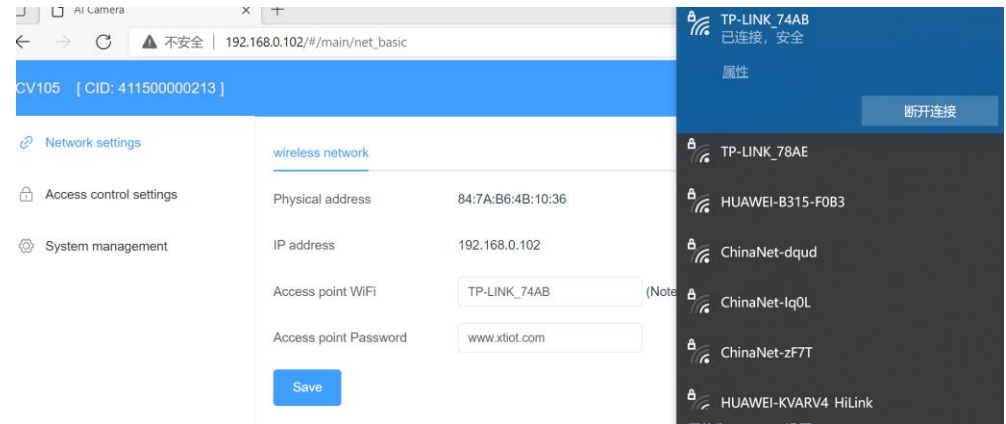 AI Camera
不安全 | 192.168.0.102/#/main/net_basic
CV105 [ CID: 411500000213 ]
Network settings
Access control settings
System management
wireless network
Physical address 84:7A:B6:4B:10:36
IP address 192.168.0.102
Access point WiFi TP-LINK_74AB (Note
Access point Password www.xtiot.com
Save
TP-LINK_74AB
已连接，安全
属性
断开连接
TP-LINK_78AE
HUAWEI-B315-F0B3
ChinaNet-dqud
ChinaNet-Iq0L
ChinaNet-zF7T
HUAWEI-KVARV4 HiLink